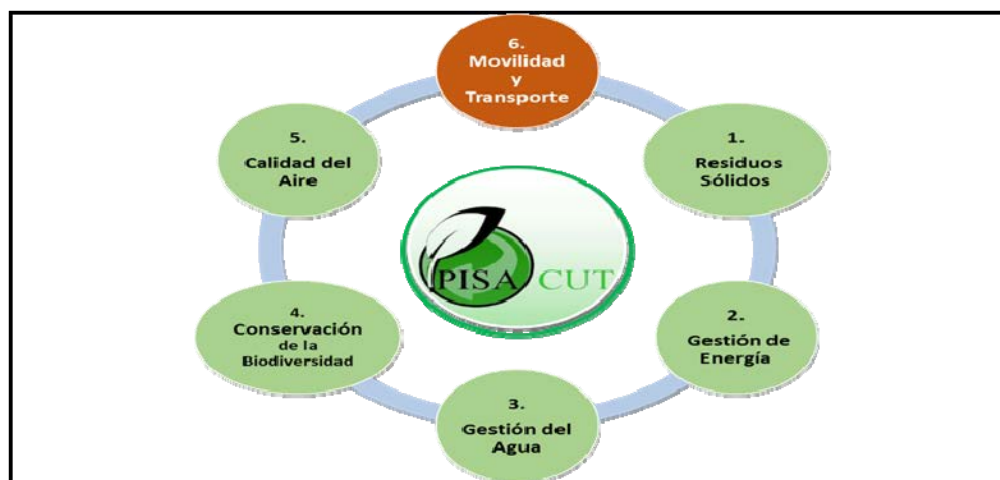 6.
Movilidad
y
Transporte
1.
Residuos
Sólidos
2.
Gestión de
Energía
3.
Gestión del
Agua
4.
Conservación
de la
Biodiversidad
5.
Calidad del
Aire
PISA CUT